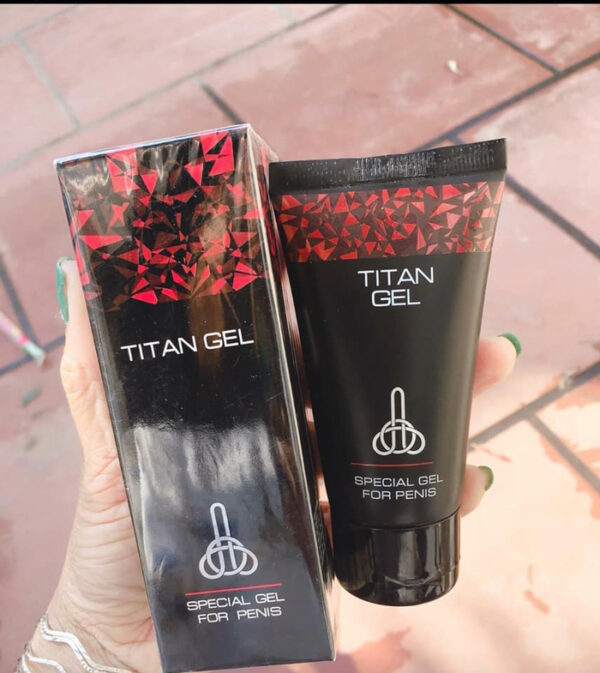 TITAN GEL
SPECIAL GEL
FOR PENIS
TITAN
GEL
SPECIAL GEL
FOR PENIS